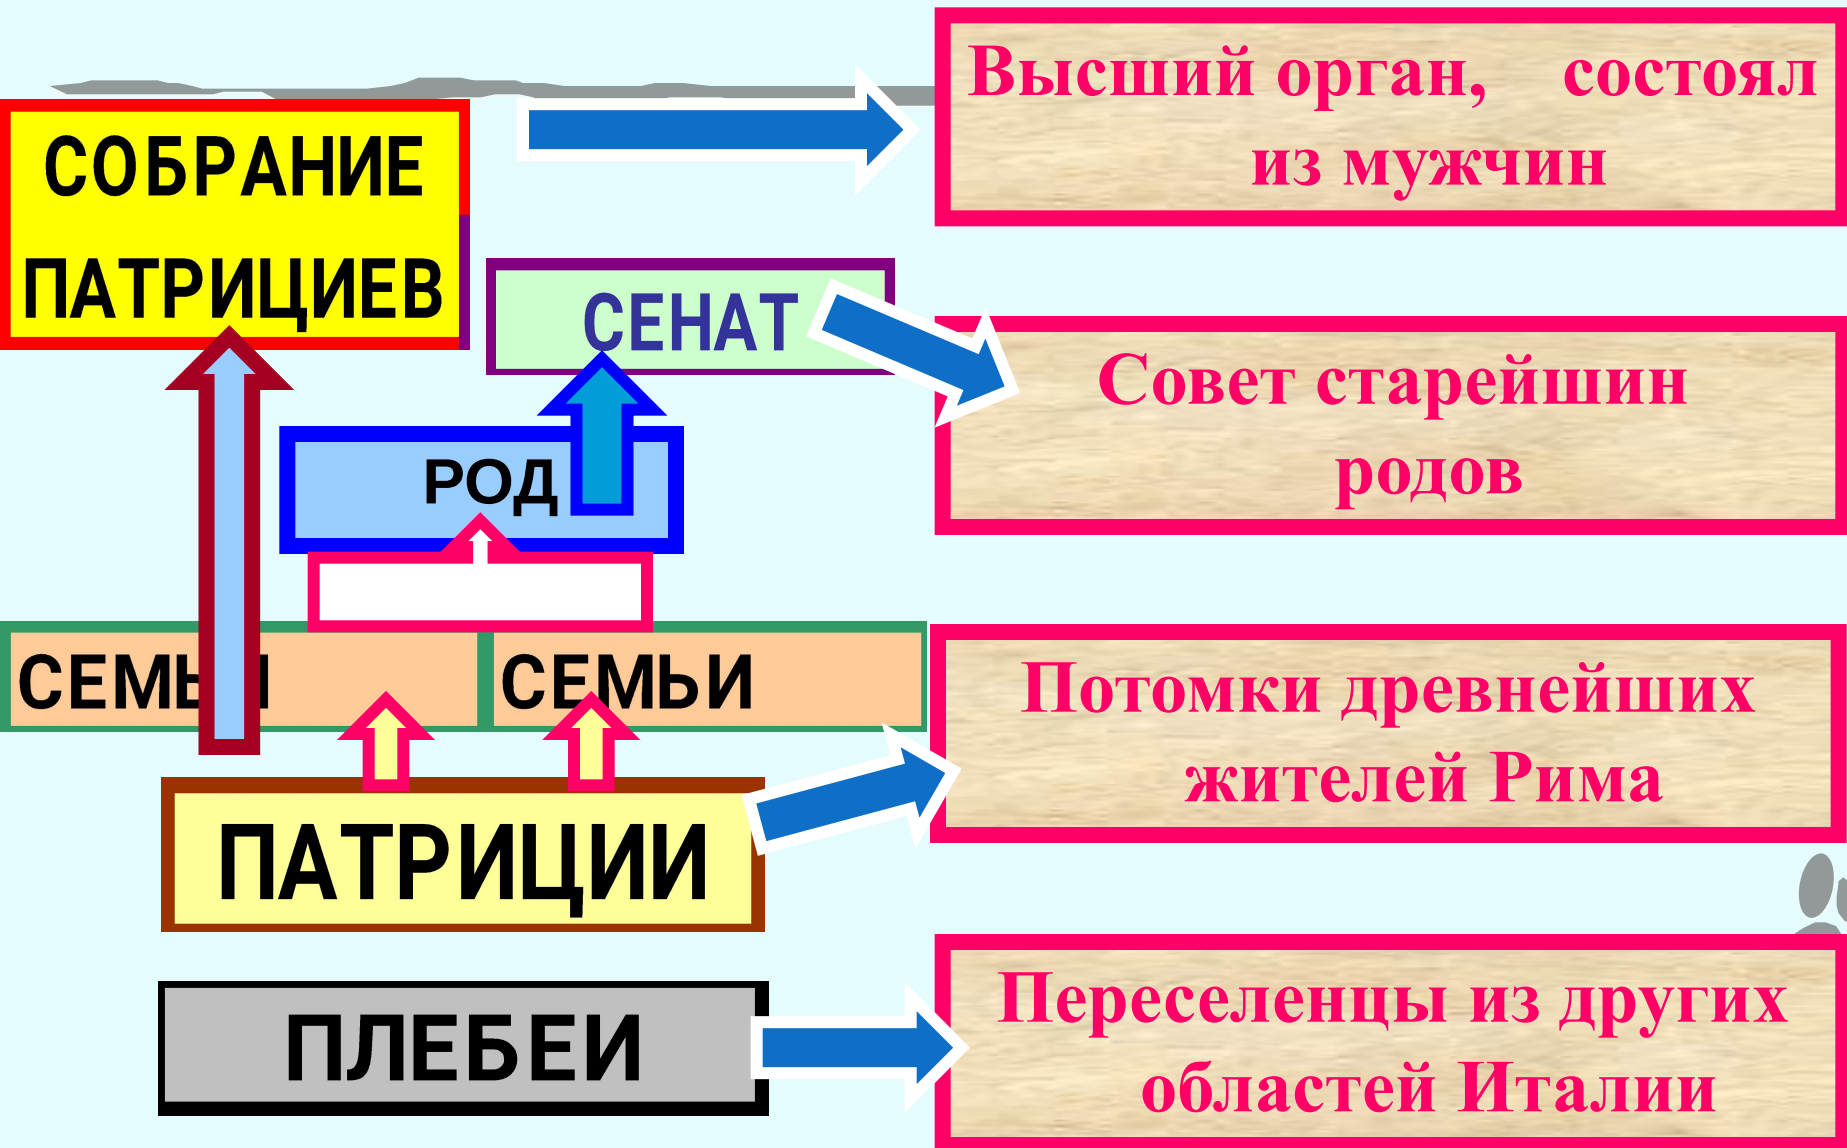 СОБРАНИЕ
ПАТРИЦИЕВ
Высший орган, состоял
из мужчин
СЕНАТ
Совет старейшин
родов
РОД
СЕМЬИ
СЕМЬИ
Потомки древнейших
жителей Рима
ПАТРИЦИИ
ПЛЕБЕИ
Переселенцы из других
областей Италии